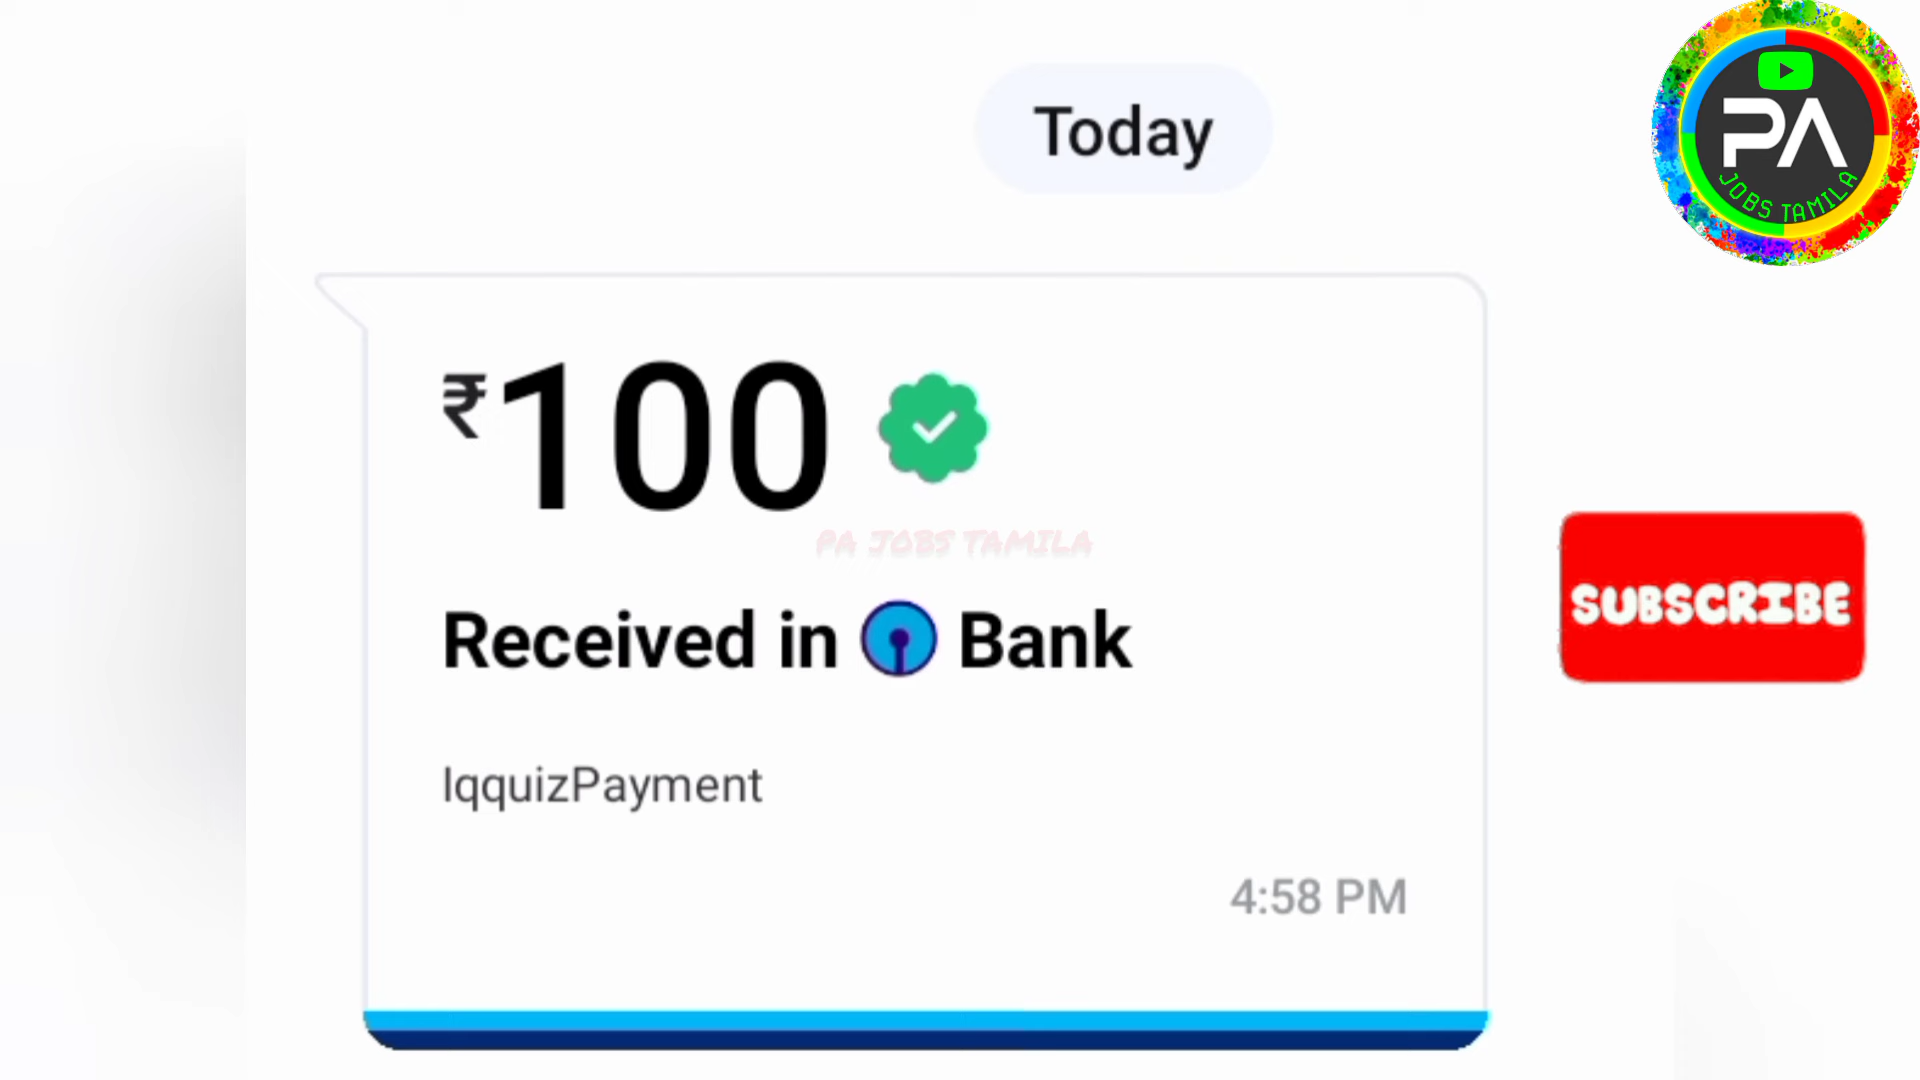 Today
PA
JOBS TAMILA
₹100
PA JOBS TAMILA
Received in Bank
SUBSCRIBE
IqquizPayment
4:58 PM